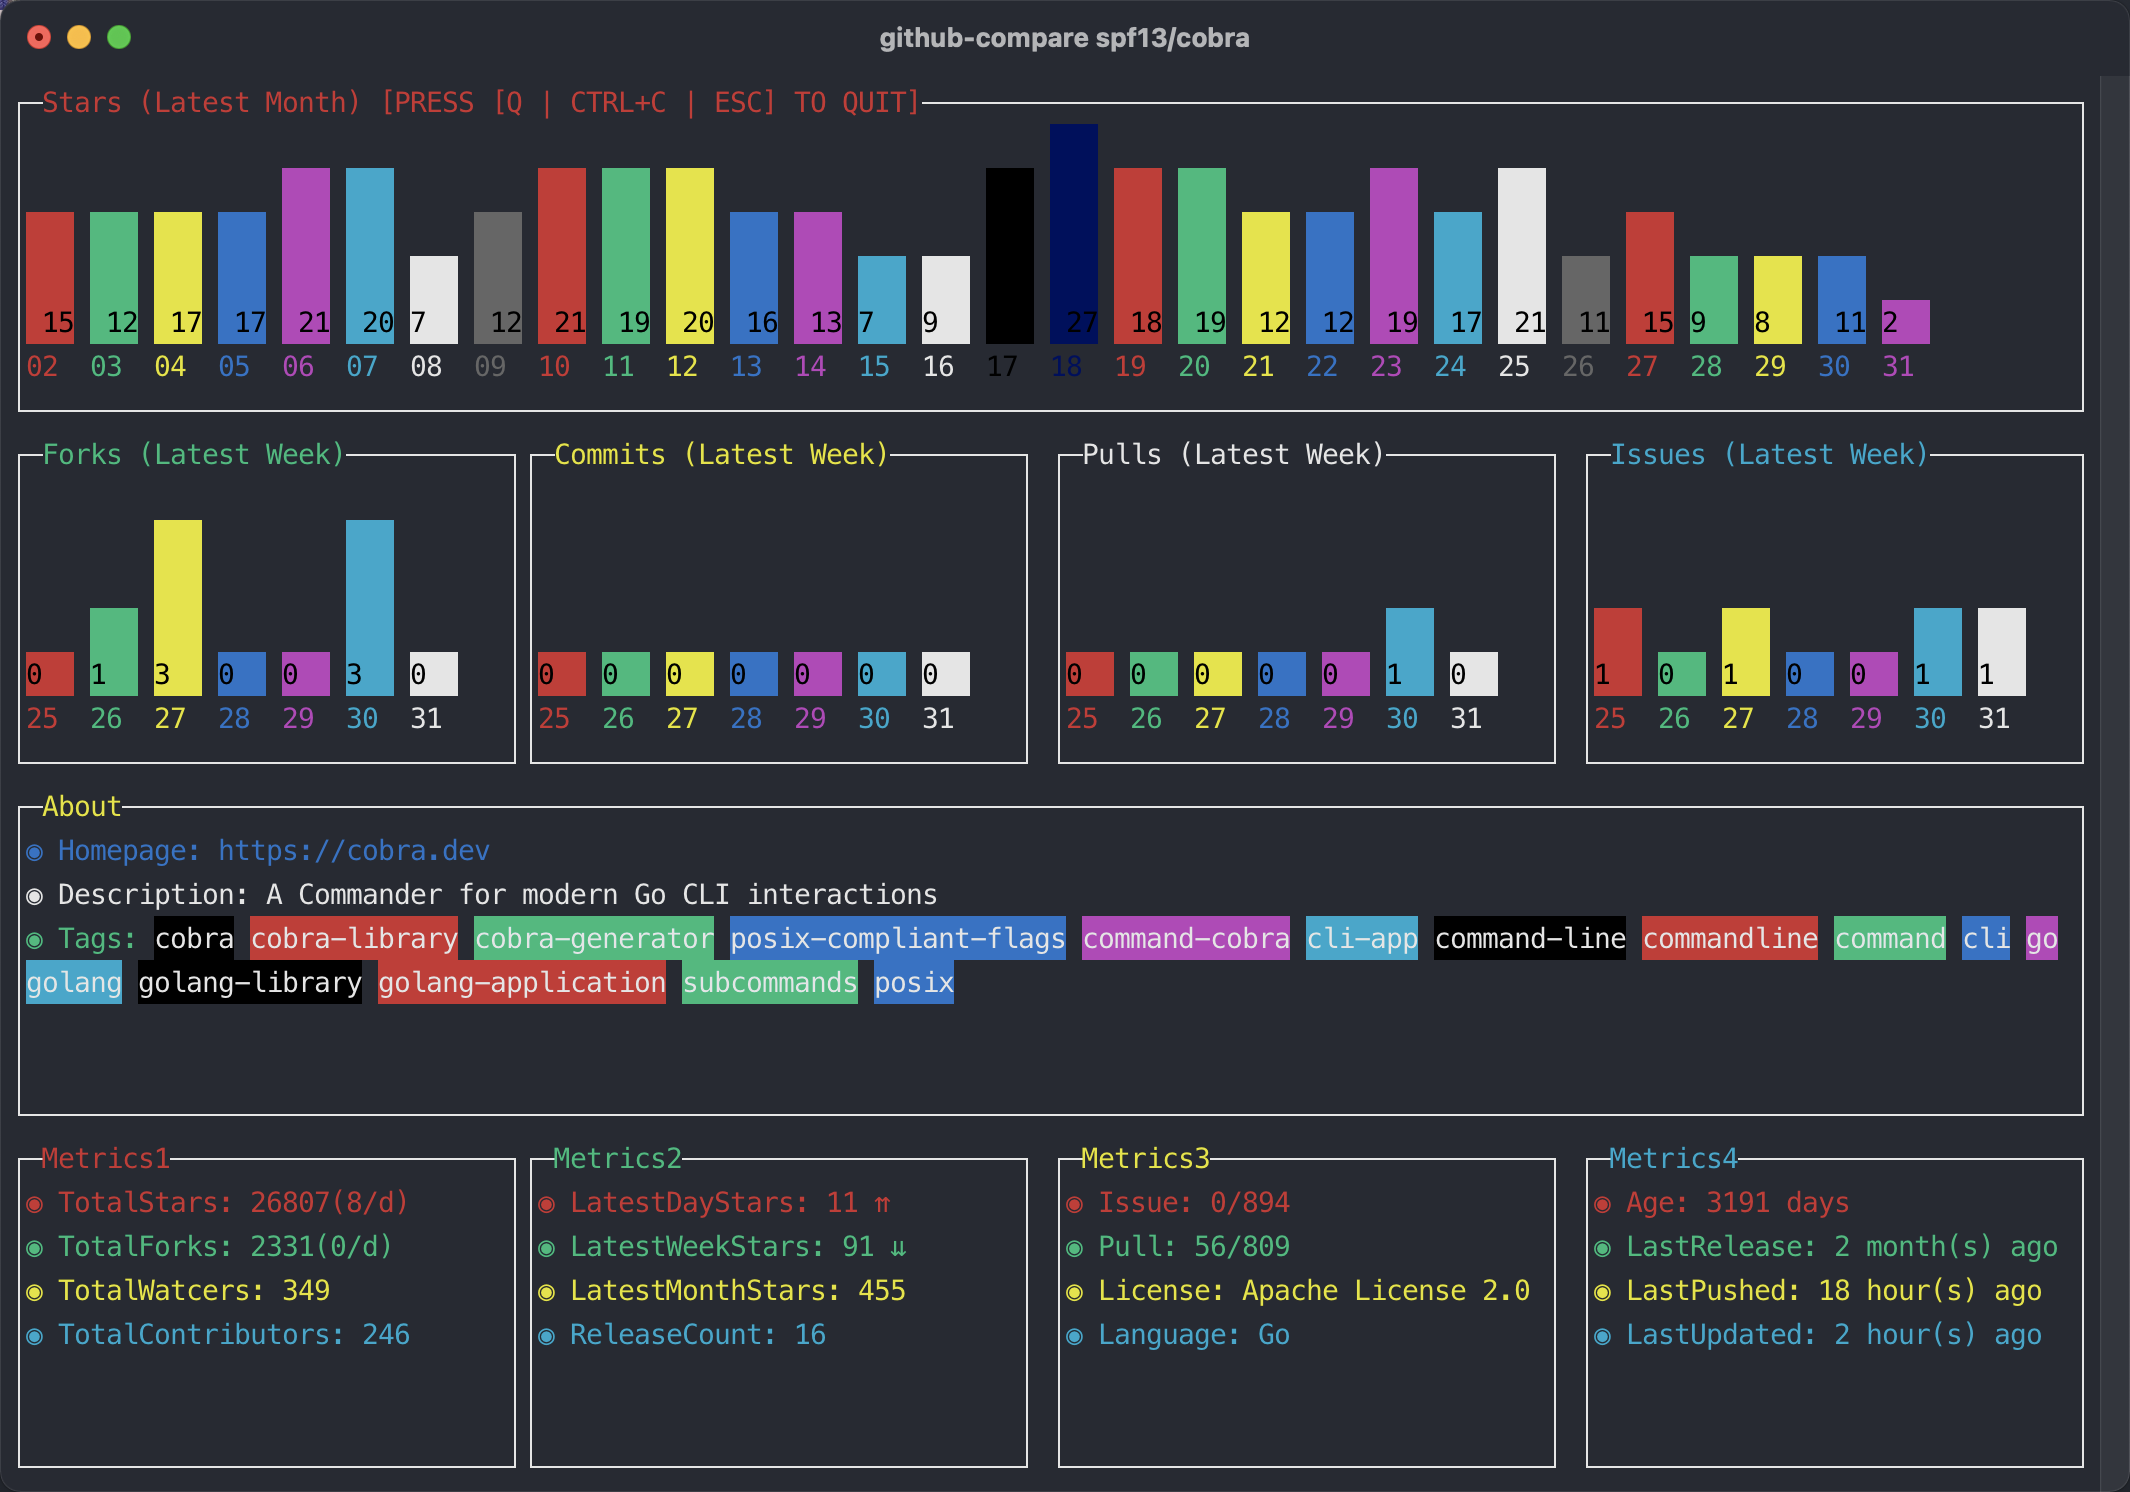 github-compare spf13/cobra
Stars (Latest Month) [PRESS [Q | CTRL+C | ESC] TO QUIT]
15 12 17 17 21 20 7 12 21 19 20 16 13 7 9 27 18 19 12 12 19 17 21 11 15 9 8 11 2
02 03 04 05 06 07 08 09 10 11 12 13 14 15 16 17 18 19 20 21 22 23 24 25 26 27 28 29 30 31
Forks (Latest Week)
0 1 3 0 0 3 0
25 26 27 28 29 30 31
Commits (Latest Week)
0 0 0 0 0 0 0
25 26 27 28 29 30 31
Pulls (Latest Week)
0 0 0 0 0 1 0
25 26 27 28 29 30 31
Issues (Latest Week)
1 0 1 0 0 1 1
25 26 27 28 29 30 31
About
◉ Homepage: https://cobra.dev
◉ Description: A Commander for modern Go CLI interactions
◉ Tags: cobra cobra-library cobra-generator posix-compliant-flags command-cobra cli-app command-line commandline command cli go
golang golang-library golang-application subcommands posix
Metrics1
◉ TotalStars: 26807(8/d)
◉ TotalForks: 2331(0/d)
◉ TotalWatcers: 349
◉ TotalContributors: 246
Metrics2
◉ LatestDayStars: 11 ⇈
◉ LatestWeekStars: 91 ⇊
◉ LatestMonthStars: 455
◉ ReleaseCount: 16
Metrics3
◉ Issue: 0/894
◉ Pull: 56/809
◉ License: Apache License 2.0
◉ Language: Go
Metrics4
◉ Age: 3191 days
◉ LastRelease: 2 month(s) ago
◉ LastPushed: 18 hour(s) ago
◉ LastUpdated: 2 hour(s) ago